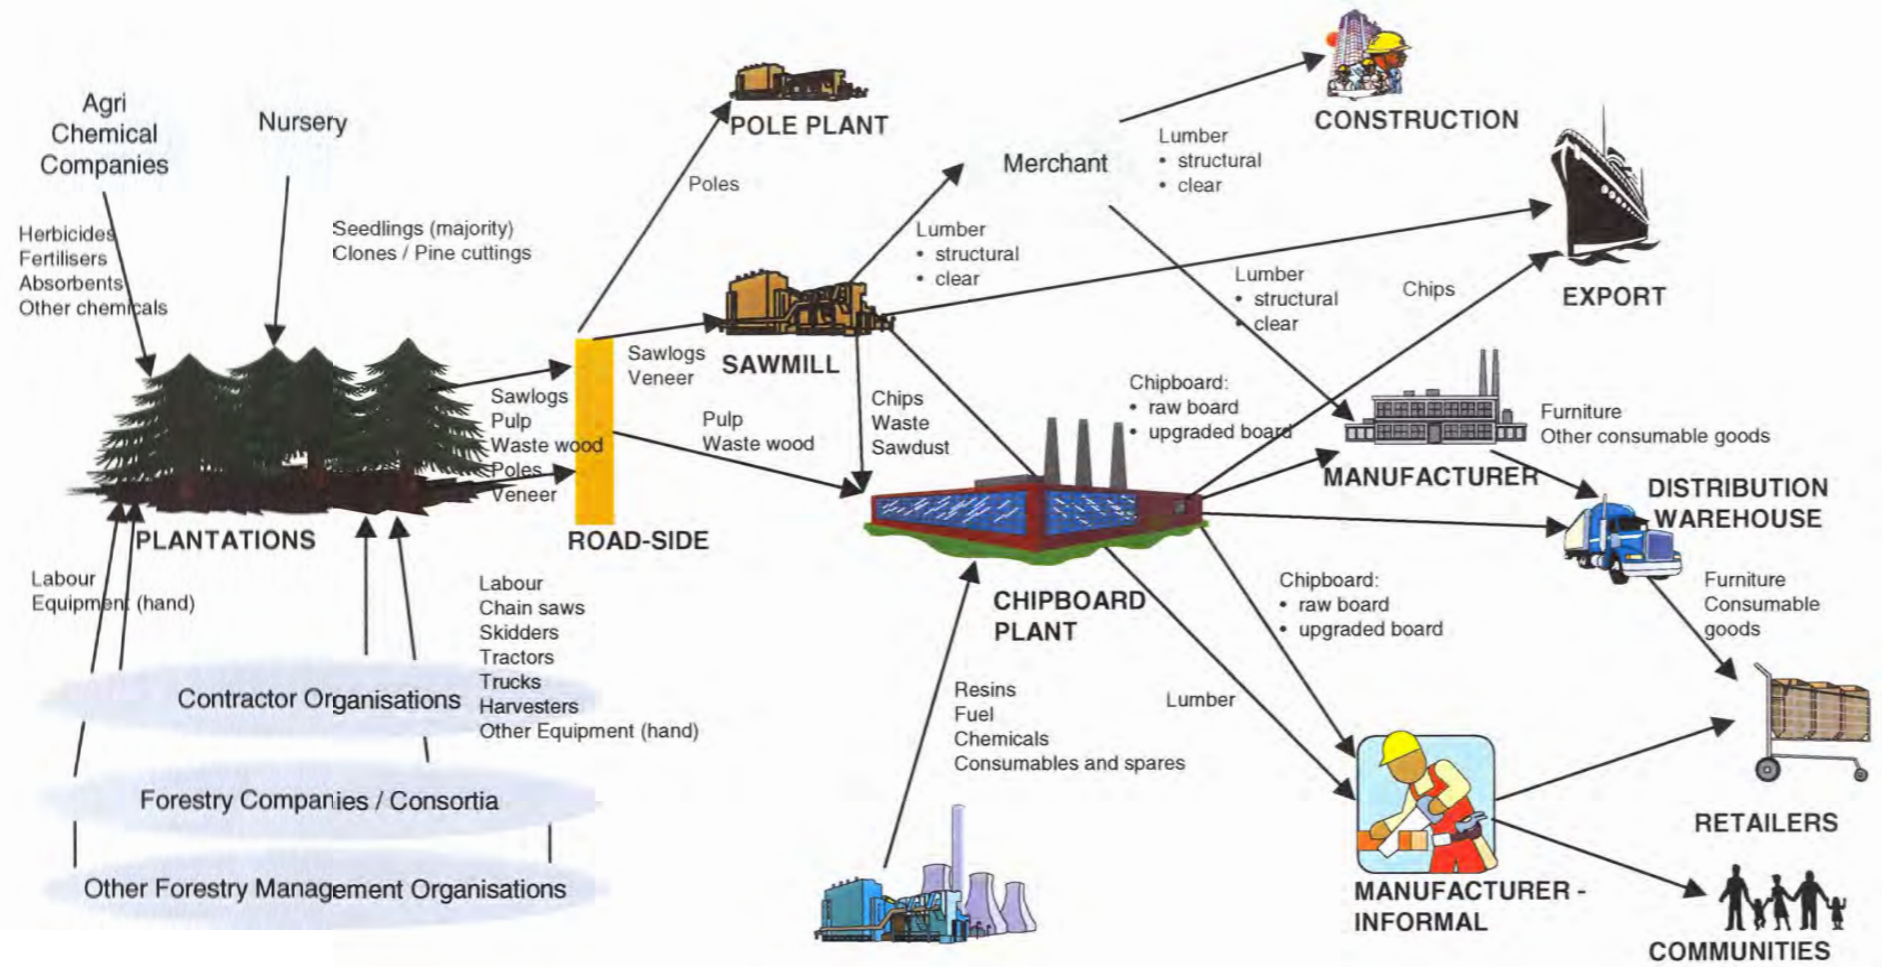 Agri
Chemical
Companies
Nursery
Herbicides
Fertilisers
Absorbents
Other chemicals
Seedlings (majority)
Clones / Pine cuttings
PLANTATIONS
Sawlogs
Pulp
Waste wood
Poles
Veneer
ROAD-SIDE
Labour
Equipment (hand)
Labour
Chain saws
Skidders
Tractors
Trucks
Harvesters
Other Equipment (hand)
Contractor Organisations
Forestry Companies / Consortia
Other Forestry Management Organisations
POLE PLANT
Poles
Sawlogs
Veneer
SAWMILL
Pulp
Waste wood
Chips
Waste
Sawdust
Lumber
• structural
• clear
Merchant
Lumber
• structural
• clear
CONSTRUCTION
Lumber
• structural
• clear
Chips
EXPORT
Chipboard:
• raw board
• upgraded board
MANUFACTURER
Furniture
Other consumable goods
DISTRIBUTION
WAREHOUSE
CHIPBOARD
PLANT
Resins
Fuel
Chemicals
Consumables and spares
Lumber
Chipboard:
• raw board
• upgraded board
Furniture
Consumable
goods
RETAILERS
MANUFACTURER -
INFORMAL
COMMUNITIES